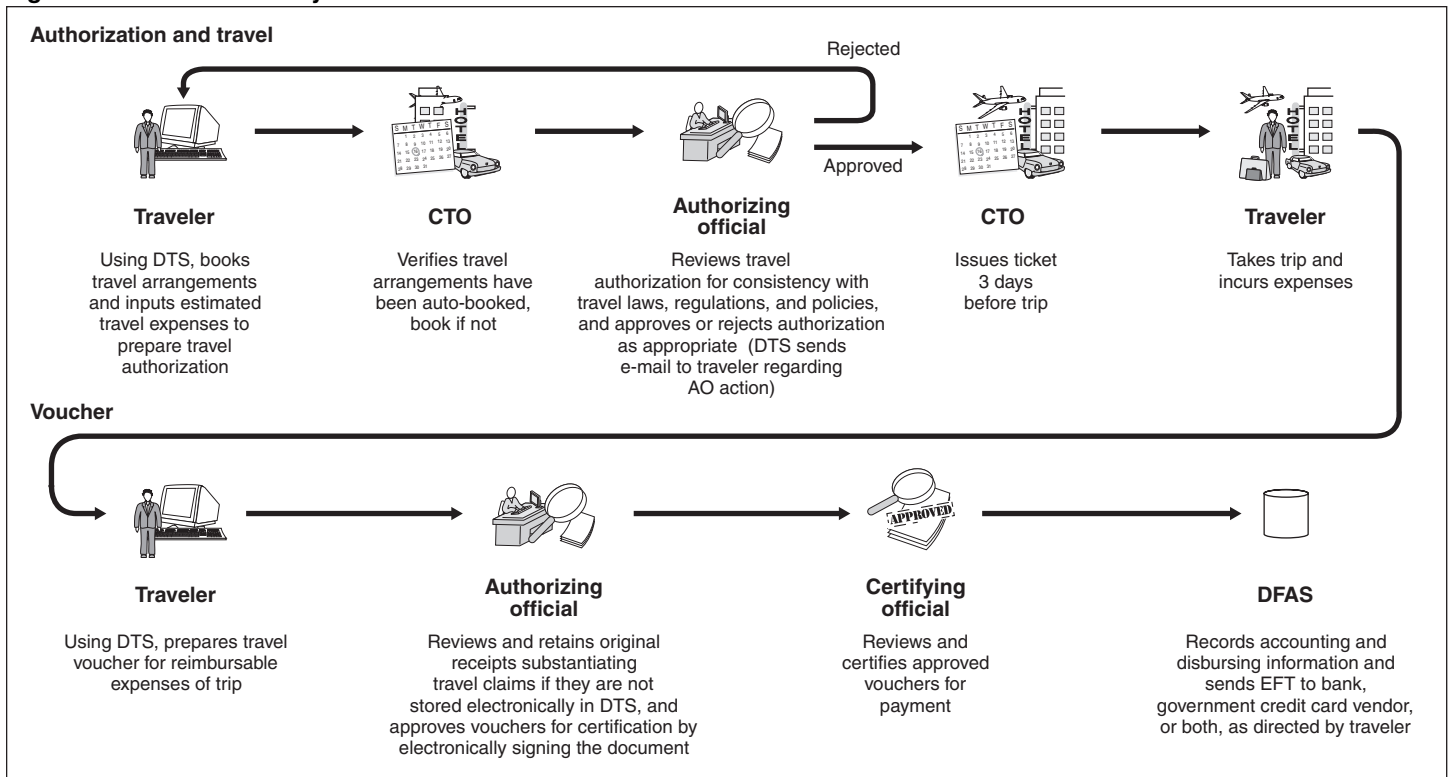 Authorization and travel
Rejected
Approved
HOTEL
S M T W T F S
HOTEL
S M T W T F S
HOTEL
Traveler
Using DTS, books
travel arrangements
and inputs estimated
travel expenses to
prepare travel
authorization
CTO
Verifies travel
arrangements have
been auto-booked,
book if not
Authorizing
official
Reviews travel
authorization for consistency with
travel laws, regulations, and policies,
and approves or rejects authorization
as appropriate (DTS sends
e-mail to traveler regarding
AO action)
CTO
Issues ticket
3 days
before trip
Traveler
Takes trip and
incurs expenses
Voucher
Traveler
Using DTS, prepares travel
voucher for reimbursable
expenses of trip
Authorizing
official
Reviews and retains original
receipts substantiating
travel claims if they are not
stored electronically in DTS, and
approves vouchers for certification by
electronically signing the document
APPROVED
Certifying
official
Reviews and
certifies approved
vouchers for
payment
DFAS
Records accounting and
disbursing information and
sends EFT to bank,
government credit card vendor,
or both, as directed by traveler